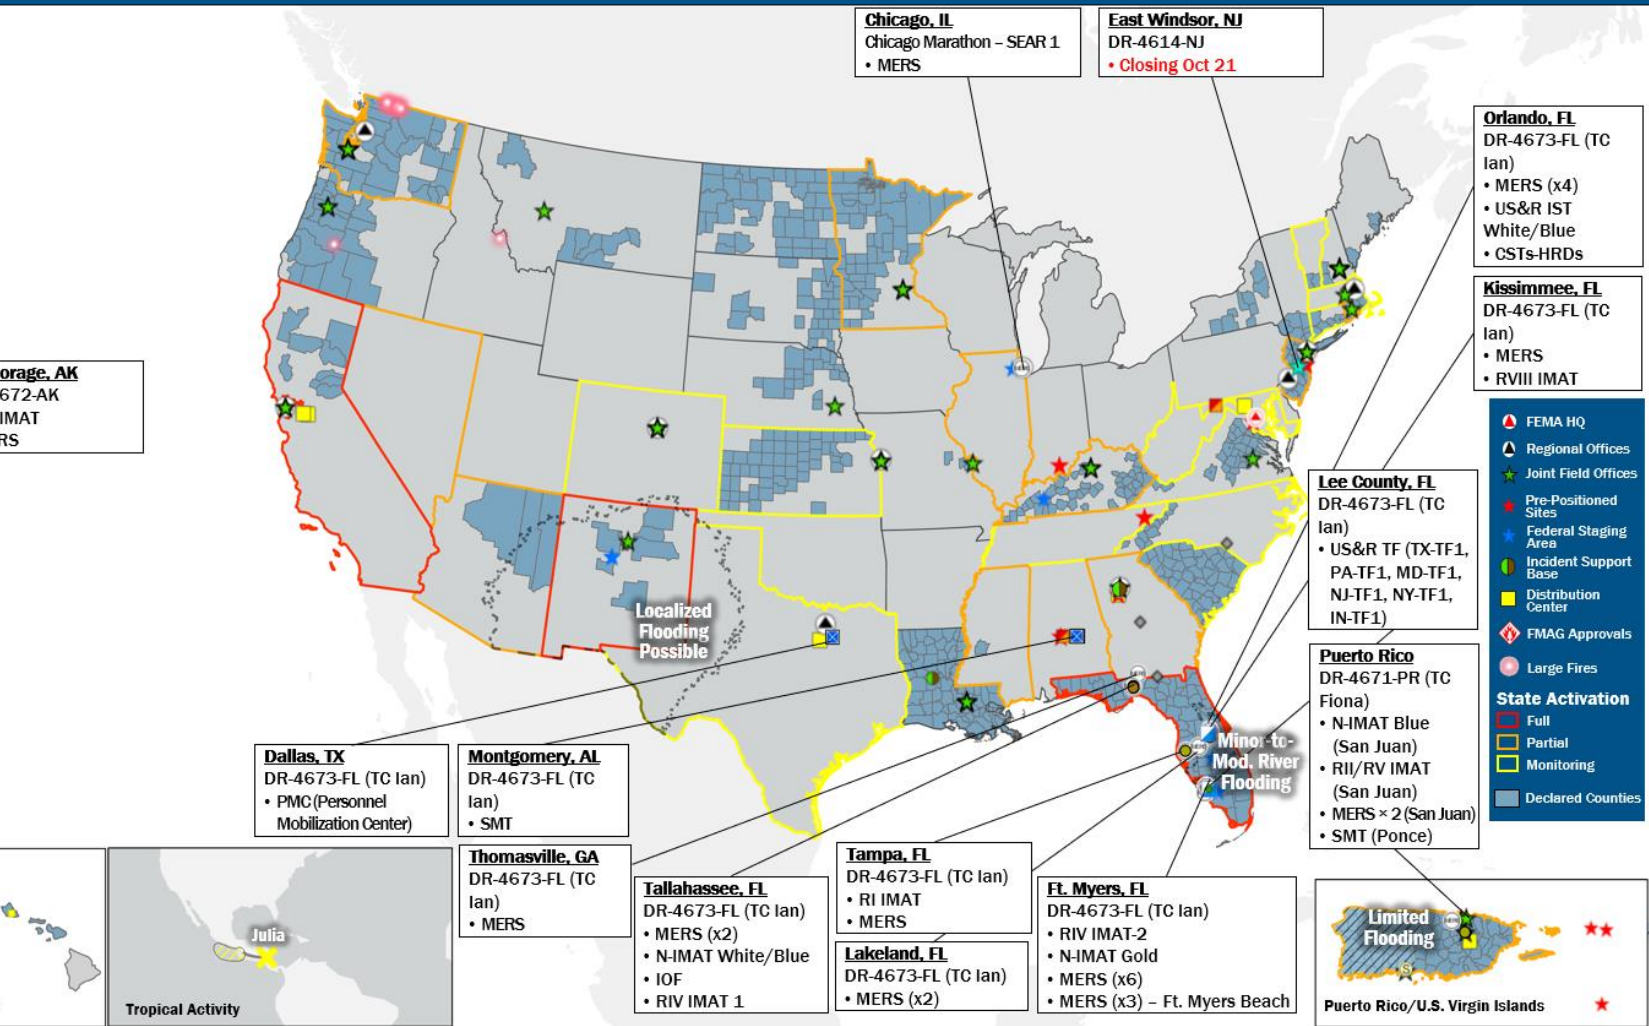 Chicago, IL
Chicago Marathon – SEAR 1
• MERS
East Windsor, NJ
DR-4614-NJ
• Closing Oct 21
Orlando, FL
DR-4673-FL (TC
Ian)
• MERS (x4)
• US&R IST
White/Blue
• CSTs-HRDs
Kissimmee, FL
DR-4673-FL (TC
Ian)
• MERS
• RVIII IMAT
orage, AK
672-AK
IMAT
RS
FEMA HQ
Regional Offices
Joint Field Offices
Pre-Positioned
Sites
Federal Staging
Area
Incident Support
Base
Distribution
Center
FMAG Approvals
Large Fires
State Activation
Full
Partial
Monitoring
Declared Counties
Lee County, FL
DR-4673-FL (TC
Ian)
• US&R TF (TX-TF1,
PA-TF1, MD-TF1,
NJ-TF1, NY-TF1,
IN-TF1)
Localized
Flooding
Possible
Puerto Rico
DR-4671-PR (TC
Fiona)
• N-IMAT Blue
(San Juan)
• RII/RV IMAT
(San Juan)
• MERS × 2 (San Juan)
• SMT (Ponce)
Minor-to-
Mod. River
Flooding
Dallas, TX
DR-4673-FL (TC Ian)
• PMC (Personnel
Mobilization Center)
Montgomery, AL
DR-4673-FL (TC
Ian)
• SMT
Thomasville, GA
DR-4673-FL (TC
Ian)
• MERS
Tallahassee, FL
DR-4673-FL (TC Ian)
• MERS (x2)
• N-IMAT White/Blue
• IOF
• RIV IMAT 1
Tampa, FL
DR-4673-FL (TC Ian)
• RI IMAT
• MERS
Lakeland, FL
DR-4673-FL (TC Ian)
• MERS (x2)
Ft. Myers, FL
DR-4673-FL (TC Ian)
• RIV IMAT-2
• N-IMAT Gold
• MERS (x6)
• MERS (x3) – Ft. Myers Beach
Julia
Tropical Activity
Limited
Flooding
S
Puerto Rico/U.S. Virgin Islands